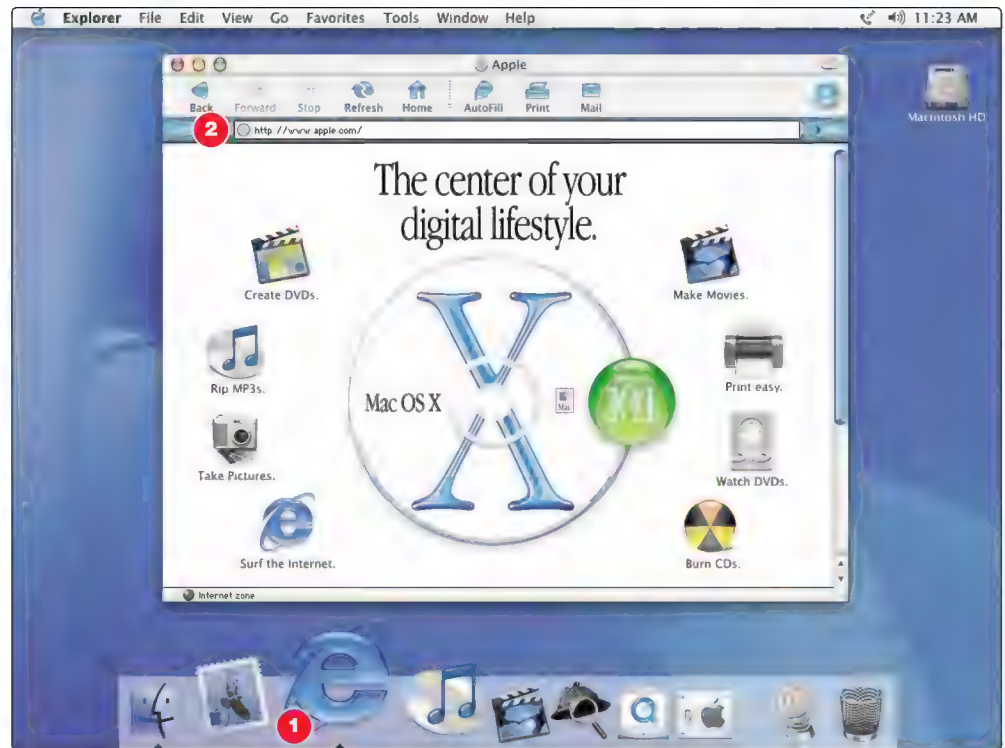 Explorer File Edit View Go Favorites Tools Window Help 11:23 AM
Apple
Back Forward Stop Refresh Home AutoFill Print Mail
Macintosh HD
2
http://www.apple.com/
The center of your
digital lifestyle.
Create DVDs.
Make Movies.
Rip MP3s.
Print easy.
Mac OS X
Mac
Take Pictures.
Watch DVDs.
Surf the Internet.
Burn CDs.
Internet zone
1